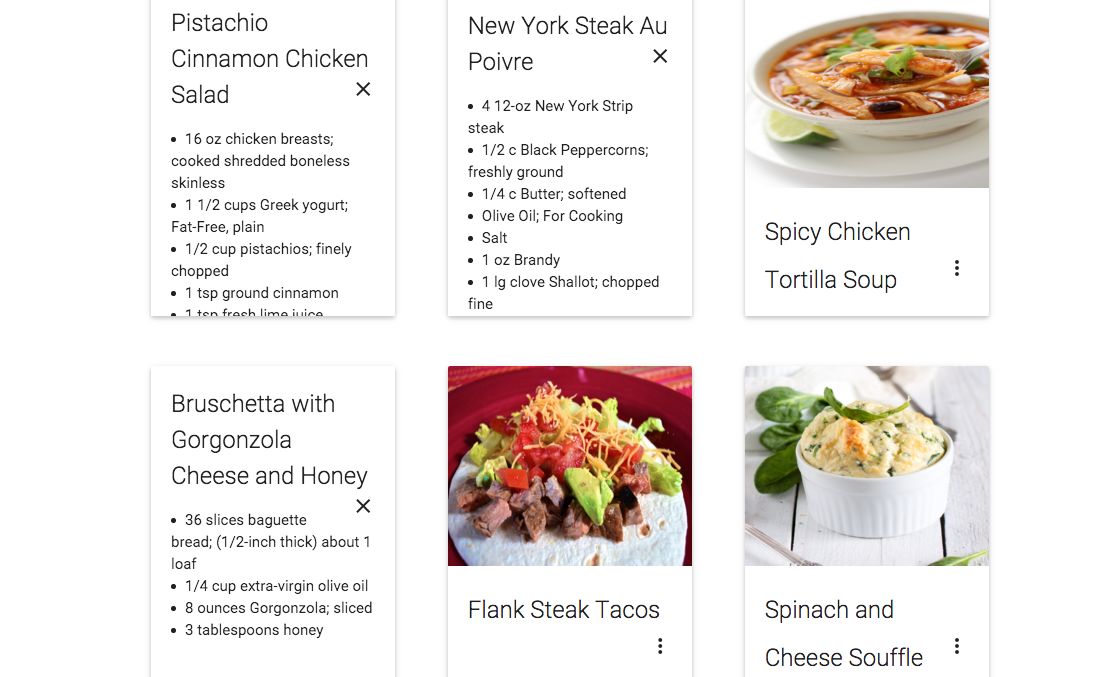 Pistachio
Cinnamon Chicken
Salad
• 16 oz chicken breasts;
cooked shredded boneless
skinless
• 1 1/2 cups Greek yogurt;
Fat-Free, plain
• 1/2 cup pistachios; finely
chopped
• 1 tsp ground cinnamon
• 1 tsp fresh lime juice
New York Steak Au
Poivre
• 4 12-oz New York Strip
steak
• 1/2 c Black Peppercorns;
freshly ground
• 1/4 c Butter; softened
• Olive Oil; For Cooking
• Salt
• 1 oz Brandy
• 1 lg clove Shallot; chopped
fine
Spicy Chicken
Tortilla Soup
Bruschetta with
Gorgonzola
Cheese and Honey
• 36 slices baguette
bread; (1/2-inch thick) about 1
loaf
• 1/4 cup extra-virgin olive oil
• 8 ounces Gorgonzola; sliced
• 3 tablespoons honey
Flank Steak Tacos
Spinach and
Cheese Souffle